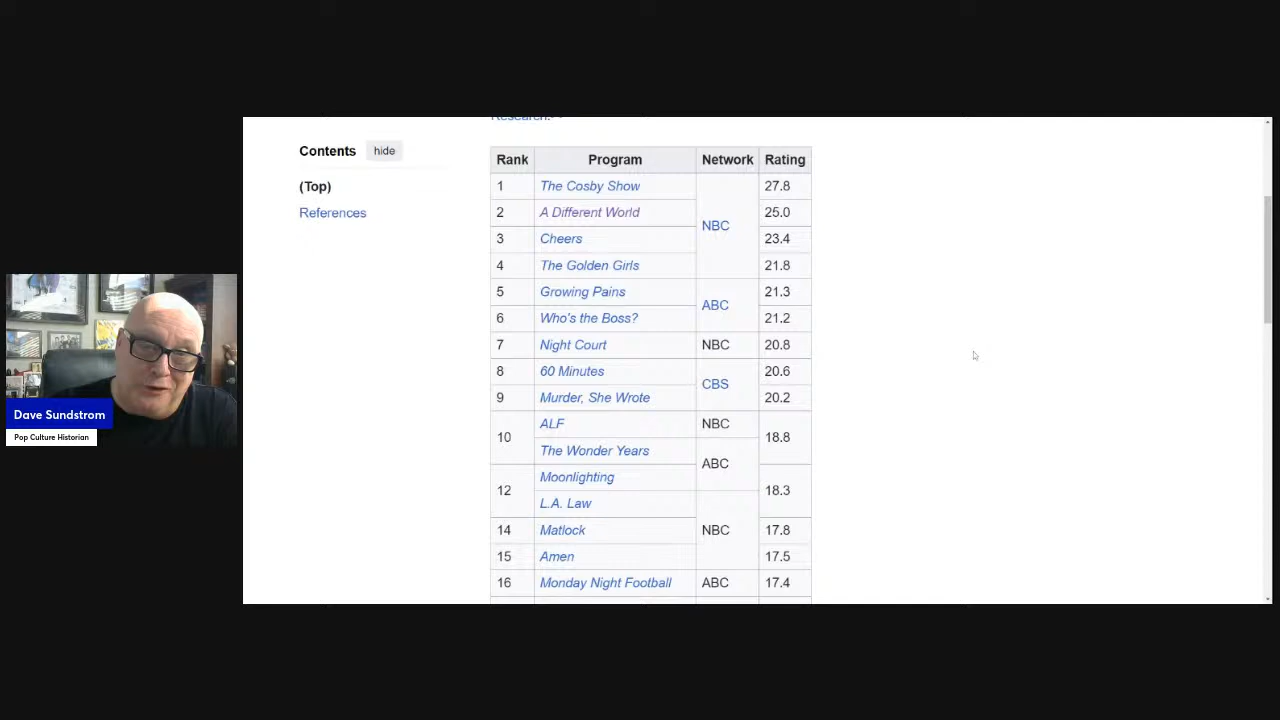 Research.
Contents hide
(Top)
References
Rank Program Network Rating
1 The Cosby Show 27.8
2 A Different World 25.0
NBC
3 Cheers 23.4
4 The Golden Girls 21.8
5 Growing Pains 21.3
ABC
6 Who's the Boss? 21.2
7 Night Court NBC 20.8
8 60 Minutes 20.6
CBS
9 Murder, She Wrote 20.2
10 ALF NBC 18.8
The Wonder Years
ABC
12 Moonlighting 18.3
L.A. Law
14 Matlock NBC 17.8
15 Amen 17.5
16 Monday Night Football ABC 17.4
Dave Sundstrom
Pop Culture Historian